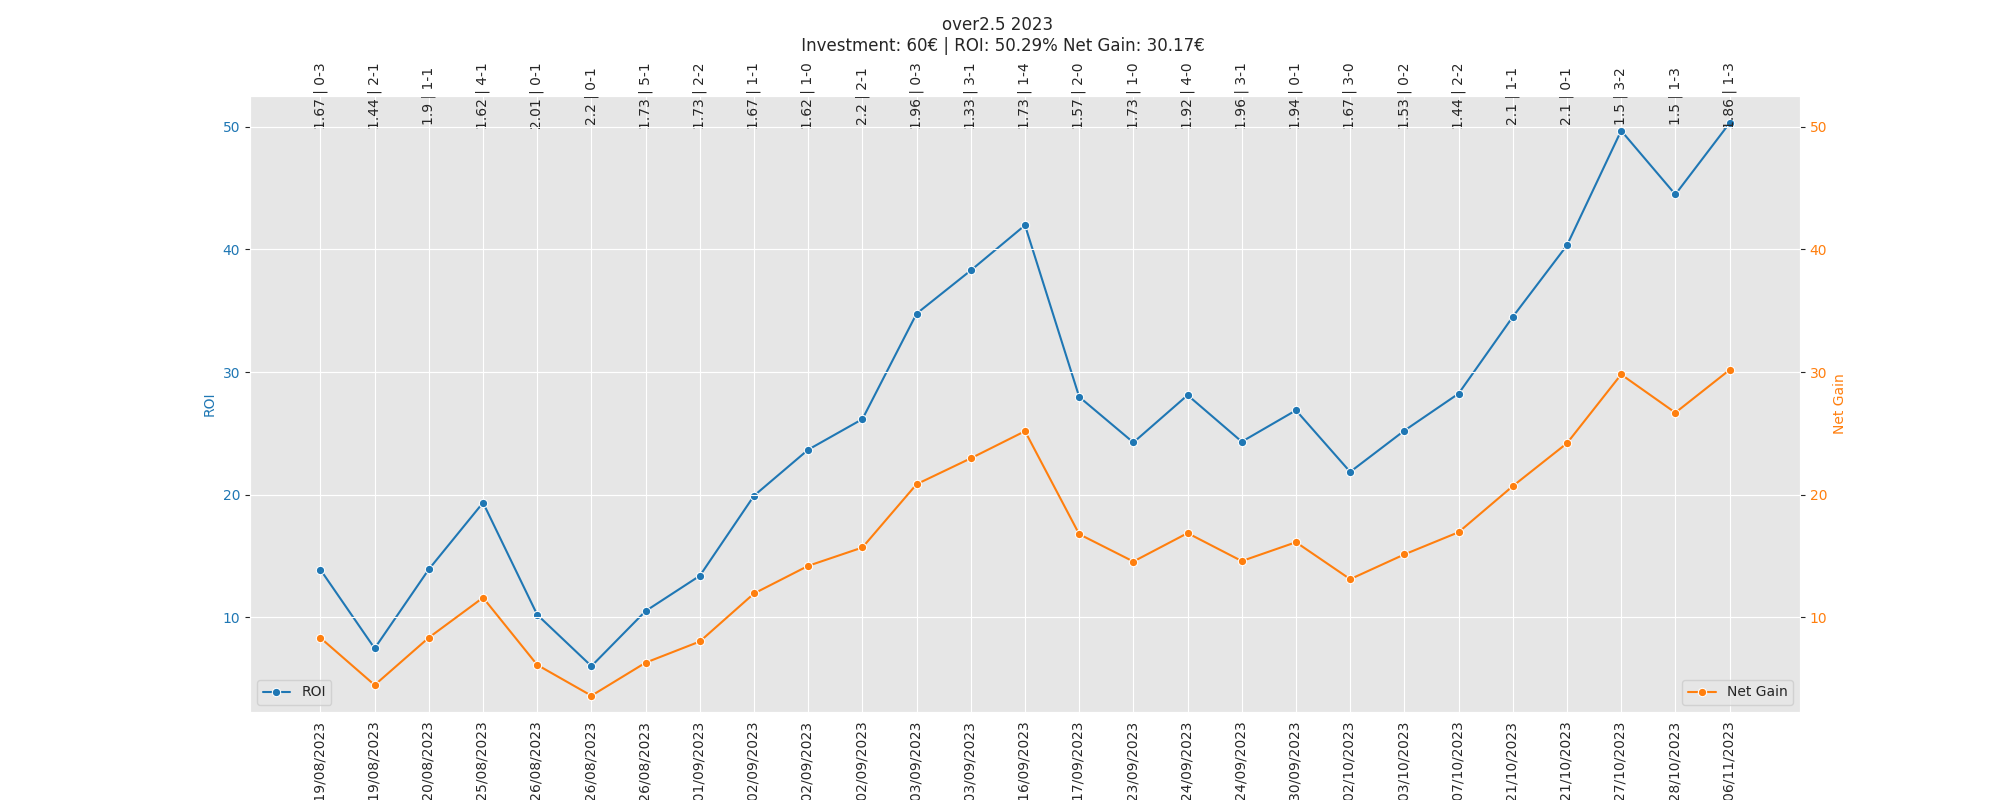 over2.5 2023
Investment: 60€ | ROI: 50.29% Net Gain: 30.17€
1.67 | 0-3
1.44 | 2-1
1.9 | 1-1
1.62 | 4-1
2.01 | 0-1
2.2 | 0-1
1.73 | 5-1
1.73 | 2-2
1.67 | 1-1
1.62 | 1-0
2.2 | 2-1
1.96 | 0-3
1.33 | 3-1
1.73 | 1-4
1.57 | 2-0
1.73 | 1-0
1.92 | 4-0
1.96 | 3-1
1.94 | 0-1
1.67 | 3-0
1.53 | 0-2
1.44 | 2-2
2.1 | 1-1
2.1 | 0-1
1.5 | 3-2
1.5 | 1-3
1.86 | 1-3
50
40
30
20
10
ROI
50
40
30
20
10
Net Gain
ROI
Net Gain
19/08/2023
19/08/2023
20/08/2023
25/08/2023
26/08/2023
26/08/2023
26/08/2023
01/09/2023
02/09/2023
02/09/2023
02/09/2023
03/09/2023
03/09/2023
16/09/2023
17/09/2023
23/09/2023
24/09/2023
24/09/2023
30/09/2023
02/10/2023
03/10/2023
07/10/2023
21/10/2023
21/10/2023
27/10/2023
28/10/2023
06/11/2023